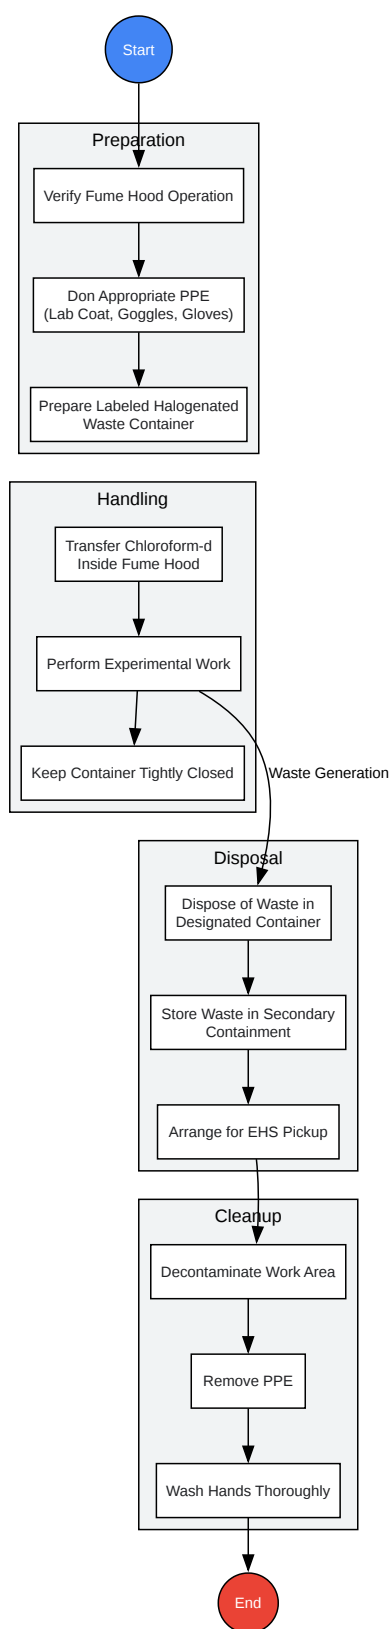 Start
Preparation
Verify Fume Hood Operation
Don Appropriate PPE
(Lab Coat, Goggles, Gloves)
Prepare Labeled Halogenated
Waste Container
Handling
Transfer Chloroform-d
Inside Fume Hood
Perform Experimental Work
Keep Container Tightly Closed
Waste Generation
Disposal
Dispose of Waste in
Designated Container
Store Waste in Secondary
Containment
Arrange for EHS Pickup
Cleanup
Decontaminate Work Area
Remove PPE
Wash Hands Thoroughly
End